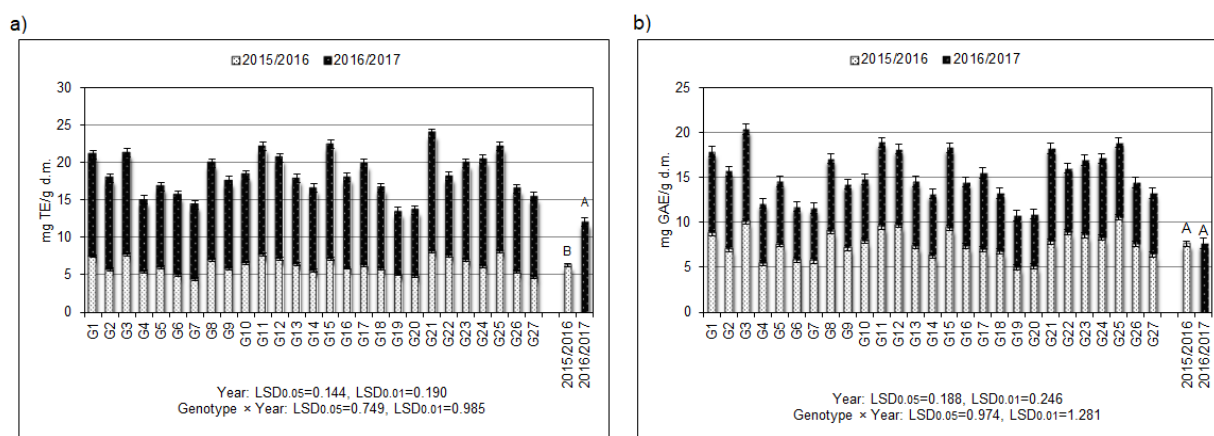 a)
2015/2016 2016/2017
mg TE/g d.m.
30
25
20
15
10
5
0
B
A
G1 G2 G3 G4 G5 G6 G7 G8 G9 G10 G11 G12 G13 G14 G15 G16 G17 G18 G19 G20 G21 G22 G23 G24 G25 G26 G27 2015/2016 2016/2017
Year: LSD0.05=0.144, LSD0.01=0.190
Genotype × Year: LSD0.05=0.749, LSD0.01=0.985
b)
2015/2016 2016/2017
mg GAE/g d.m.
25
20
15
10
5
0
A A
G1 G2 G3 G4 G5 G6 G7 G8 G9 G10 G11 G12 G13 G14 G15 G16 G17 G18 G19 G20 G21 G22 G23 G24 G25 G26 G27 2015/2016 2016/2017
Year: LSD0.05=0.188, LSD0.01=0.246
Genotype × Year: LSD0.05=0.974, LSD0.01=1.281